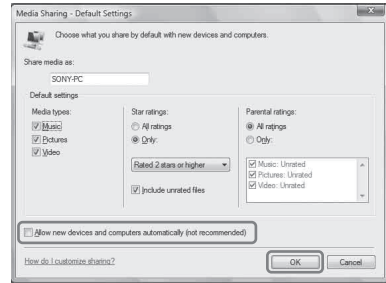 Media Sharing - Default Settings
Choose what you share by default with new devices and computers.
Share media as:
SONY-PC
Default settings
Media types:
Music
Pictures
Video
Star ratings:
All ratings
Only:
Rated 2 stars or higher
Include unrated files
Parental ratings:
All ratings
Only:
Music: Unrated
Pictures: Unrated
Video: Unrated
Allow new devices and computers automatically (not recommended)
How do I customize sharing?
OK
Cancel